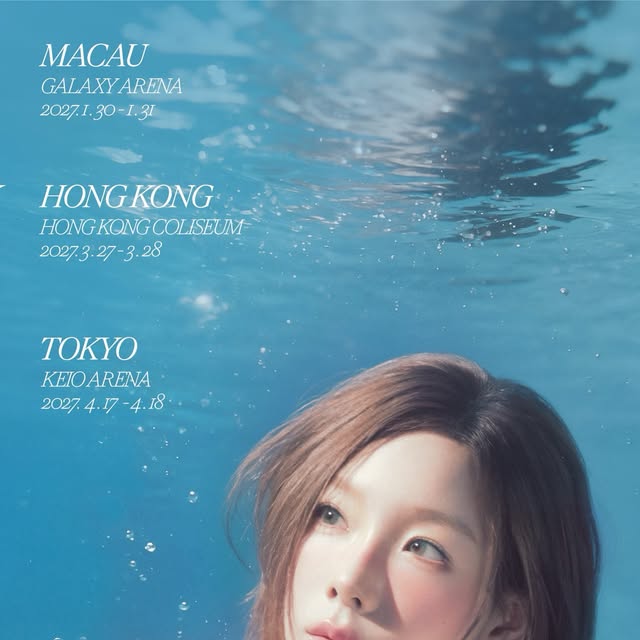 MACAU
GALAXY ARENA
2027. 1. 30 - 1. 31
HONG KONG
HONG KONG COLISEUM
2027. 3. 27 - 3. 28
TOKYO
KEIO ARENA
2027. 4. 17 - 4. 18